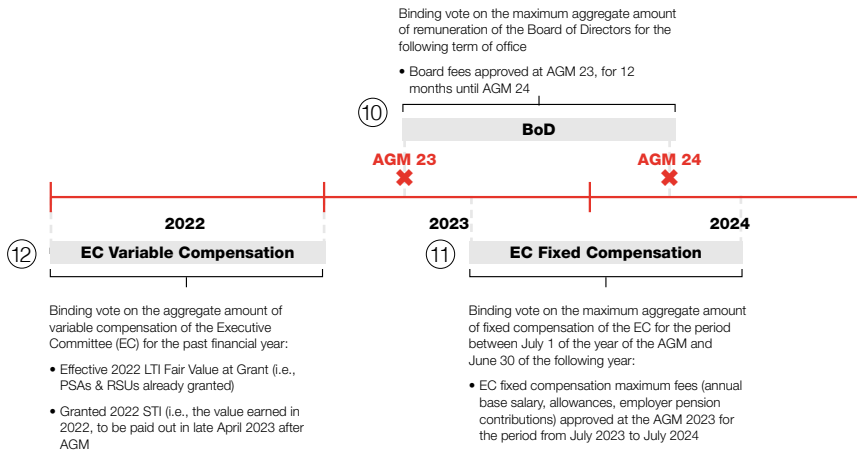 Binding vote on the maximum aggregate amount
of remuneration of the Board of Directors for the
following term of office
• Board fees approved at AGM 23, for 12
months until AGM 24
10
BoD
AGM 23
AGM 24
2022
2023
2024
12
EC Variable Compensation
11
EC Fixed Compensation
Binding vote on the aggregate amount of
variable compensation of the Executive
Committee (EC) for the past financial year:
• Effective 2022 LTI Fair Value at Grant (i.e.,
PSAs & RSUs already granted)
• Granted 2022 STI (i.e., the value earned in
2022, to be paid out in late April 2023 after
AGM
Binding vote on the maximum aggregate amount
of fixed compensation of the EC for the period
between July 1 of the year of the AGM and
June 30 of the following year:
• EC fixed compensation maximum fees (annual
base salary, allowances, employer pension
contributions) approved at the AGM 2023 for
the period from July 2023 to July 2024